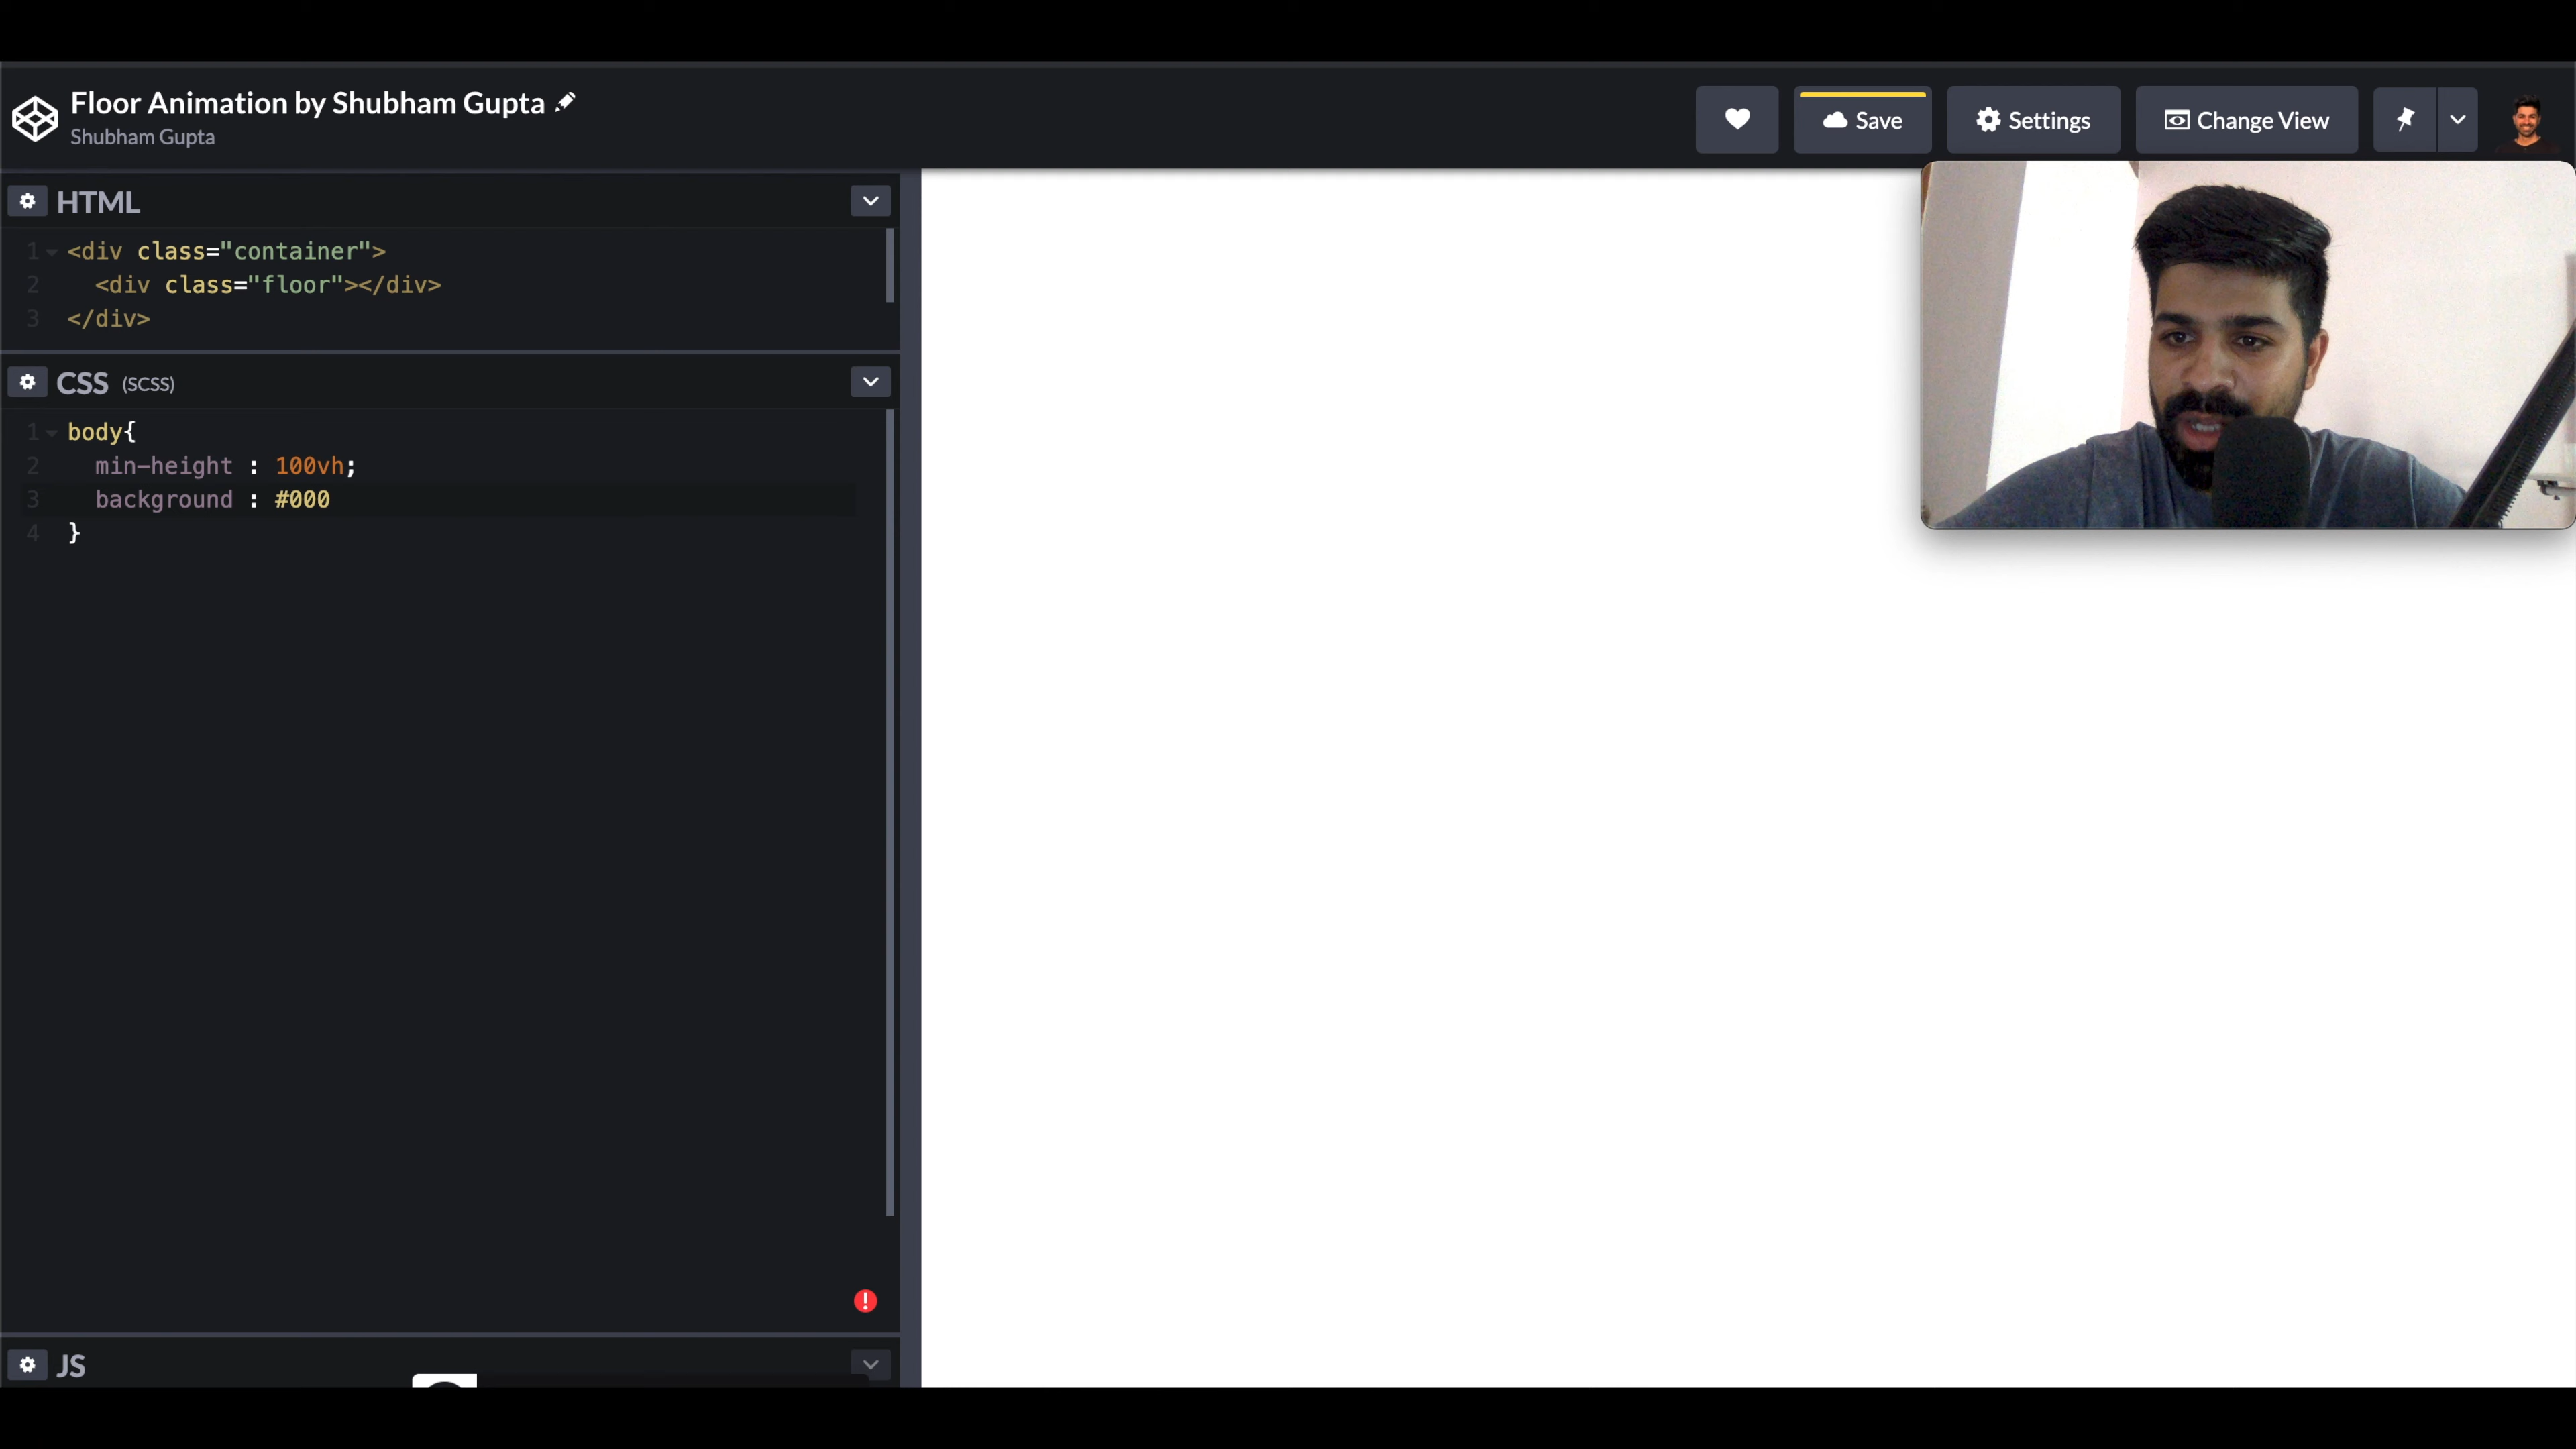 Floor Animation by Shubham Gupta
Shubham Gupta
Save
Settings
Change View
HTML
1 <div class="container">
2 <div class="floor"></div>
3 </div>
CSS (SCSS)
1 body{
2 min-height : 100vh;
3 background : #000
4 }
JS